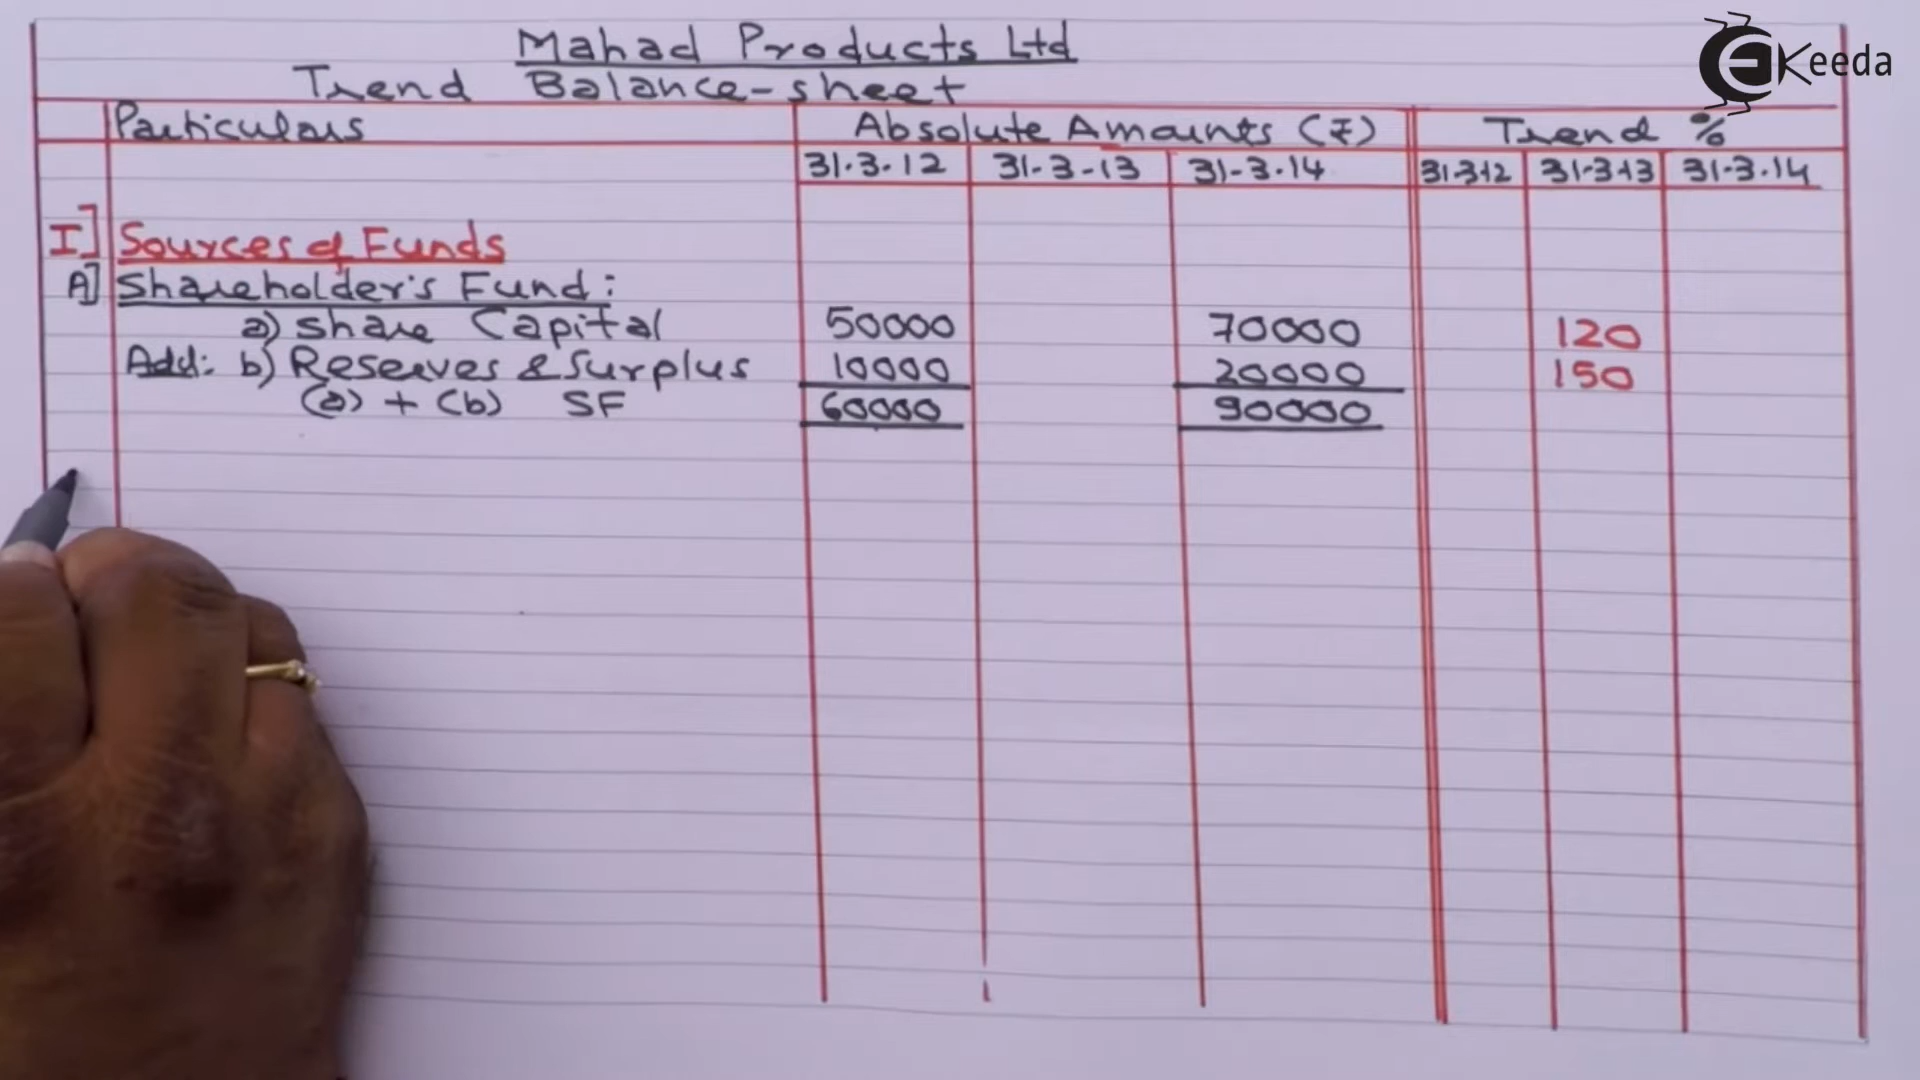 Mahad Products Ltd
Trend Balance-sheet
Particulars Absolute Amounts (₹) Trend %
31.3.12 31-3-13 31-3.14 31-3-12 31-3-13 31-3.14
I] Sources of Funds
A] Shareholder's Fund:
a) Share Capital 50000 70000 120
Add: b) Reserves & Surplus 10000 20000 150
(a) + (b) SF 60000 90000
EKeeda